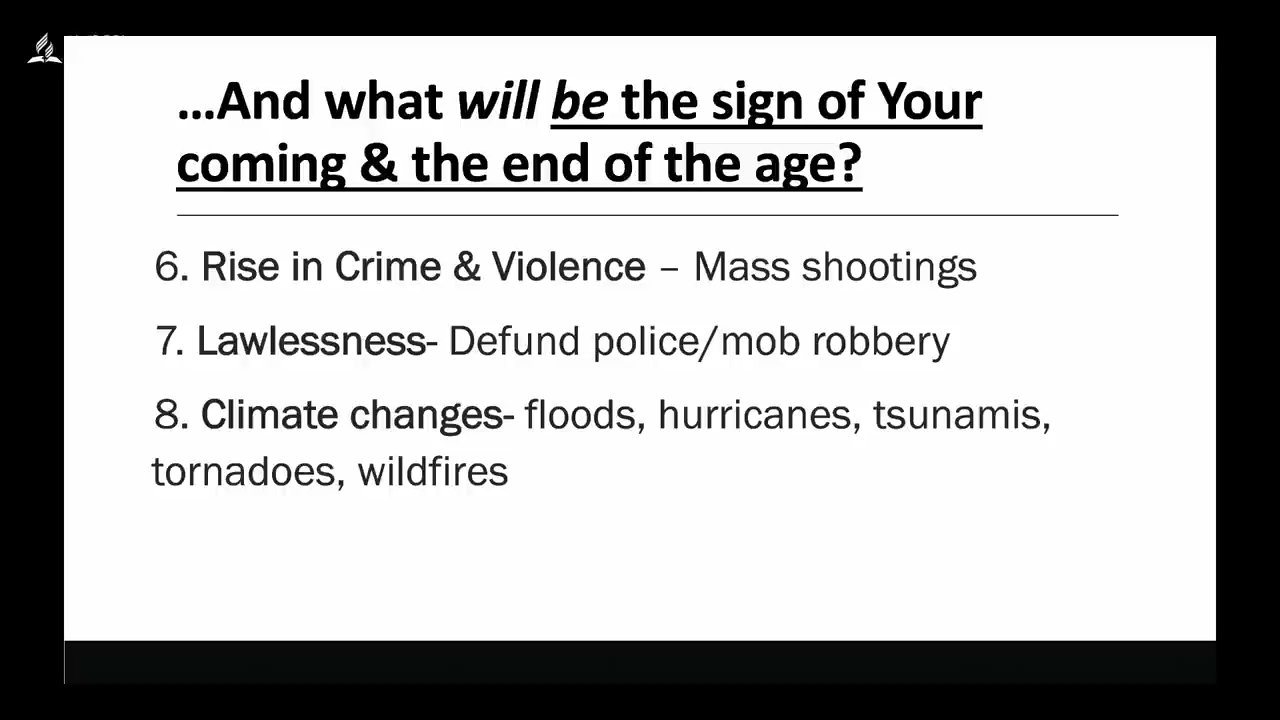 ...And what will be the sign of Your
coming & the end of the age?
6. Rise in Crime & Violence – Mass shootings
7. Lawlessness- Defund police/mob robbery
8. Climate changes- floods, hurricanes, tsunamis,
tornadoes, wildfires